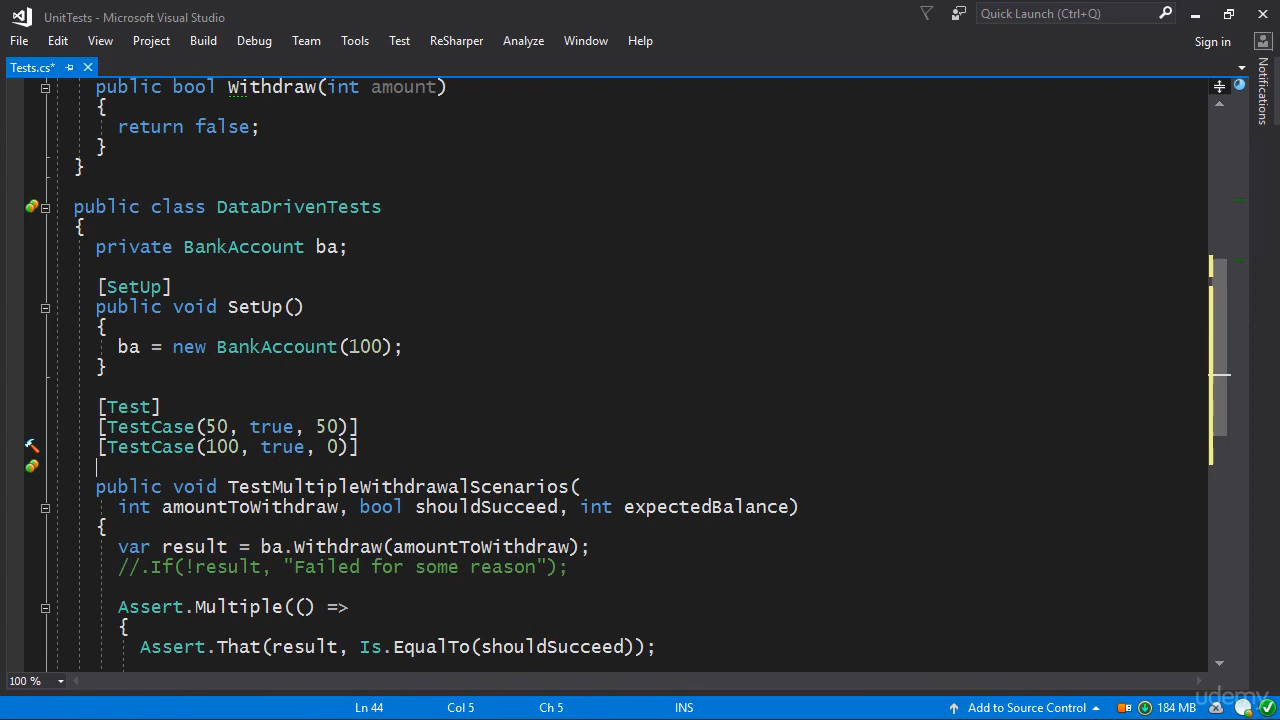 UnitTests - Microsoft Visual Studio
Quick Launch (Ctrl+Q)
File Edit View Project Build Debug Team Tools Test ReSharper Analyze Window Help
Sign in
Tests.cs*
Notifications
public bool Withdraw(int amount)
{
return false;
}
}
public class DataDrivenTests
{
private BankAccount ba;
[SetUp]
public void SetUp()
{
ba = new BankAccount(100);
}
[Test]
[TestCase(50, true, 50)]
[TestCase(100, true, 0)]
public void TestMultipleWithdrawalScenarios(
int amountToWithdraw, bool shouldSucceed, int expectedBalance)
{
var result = ba.Withdraw(amountToWithdraw);
//.If(!result, "Failed for some reason");
Assert.Multiple(() =>
{
Assert.That(result, Is.EqualTo(shouldSucceed));
100 %
Ln 44 Col 5 Ch 5 INS Add to Source Control 184 MB
udemy